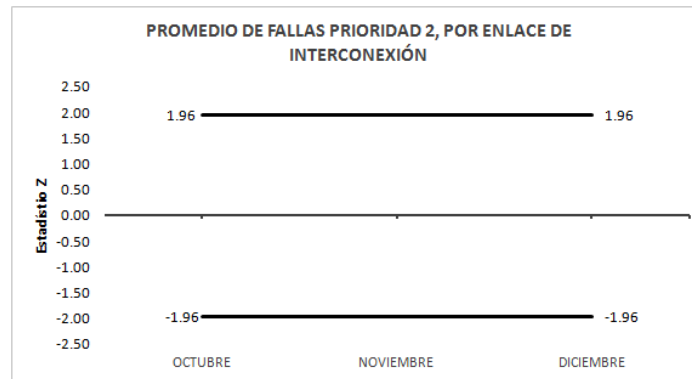 PROMEDIO DE FALLAS PRIORIDAD 2, POR ENLACE DE
INTERCONEXIÓN
Estadistio Z
2.50
2.00
1.50
1.00
0.50
0.00
-0.50
-1.00
-1.50
-2.00
-2.50
1.96
1.96
-1.96
-1.96
OCTUBRE
NOVIEMBRE
DICIEMBRE